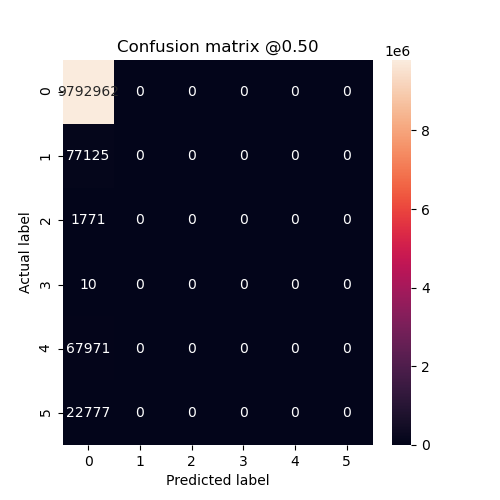 Confusion matrix @0.50
1e6
0 9792962 0 0 0 0 0
1 77125 0 0 0 0 0
2 1771 0 0 0 0 0
3 10 0 0 0 0 0
4 67971 0 0 0 0 0
5 22777 0 0 0 0 0
0 1 2 3 4 5
Predicted label
Actual label
8
6
4
2
0